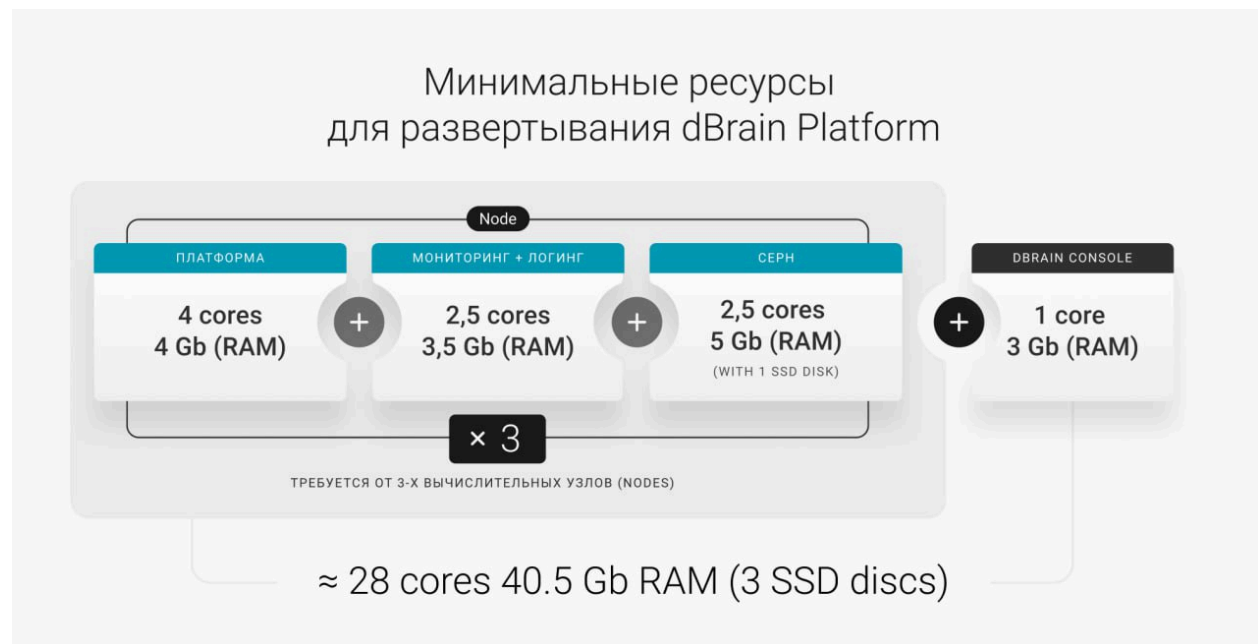 Минимальные ресурсы
для развертывания dBrain Platform
Node
ПЛАТФОРМА
4 cores
4 Gb (RAM)
+
МОНИТОРИНГ + ЛОГИНГ
2,5 cores
3,5 Gb (RAM)
+
CEPH
2,5 cores
5 Gb (RAM)
(WITH 1 SSD DISK)
+
DBRAIN CONSOLE
1 core
3 Gb (RAM)
× 3
ТРЕБУЕТСЯ ОТ 3-Х ВЫЧИСЛИТЕЛЬНЫХ УЗЛОВ (NODES)
≈ 28 cores 40.5 Gb RAM (3 SSD discs)